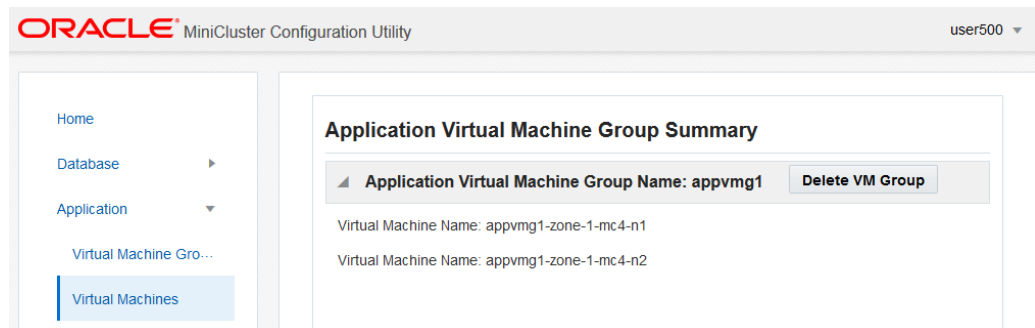 ORACLE® MiniCluster Configuration Utility
user500
Home
Database
Application
Virtual Machine Gro...
Virtual Machines
Application Virtual Machine Group Summary
Application Virtual Machine Group Name: appvmg1
Delete VM Group
Virtual Machine Name: appvmg1-zone-1-mc4-n1
Virtual Machine Name: appvmg1-zone-1-mc4-n2